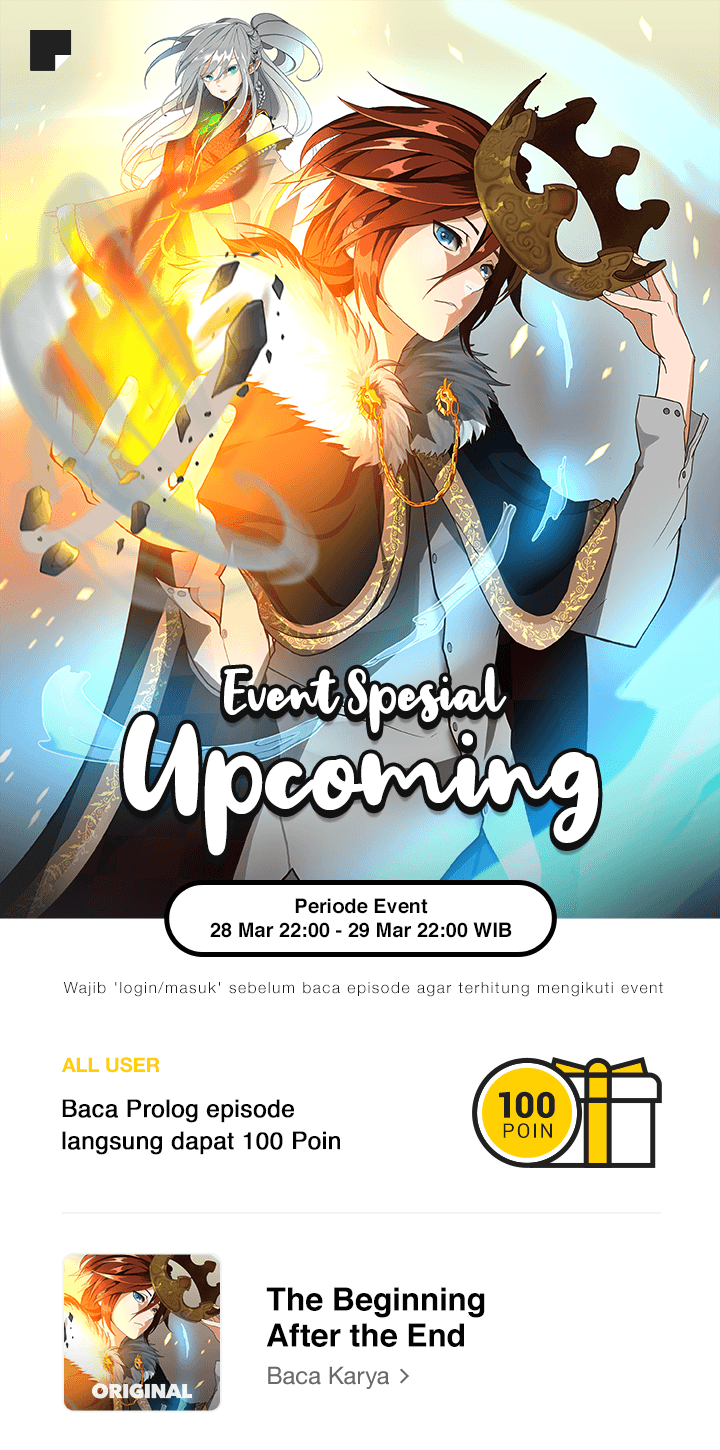 Event Spesial
Upcoming
Periode Event
28 Mar 22:00 - 29 Mar 22:00 WIB
Wajib 'login/masuk' sebelum baca episode agar terhitung mengikuti event
ALL USER
Baca Prolog episode
langsung dapat 100 Poin
100
POIN
The Beginning
After the End
Baca Karya >
ORIGINAL